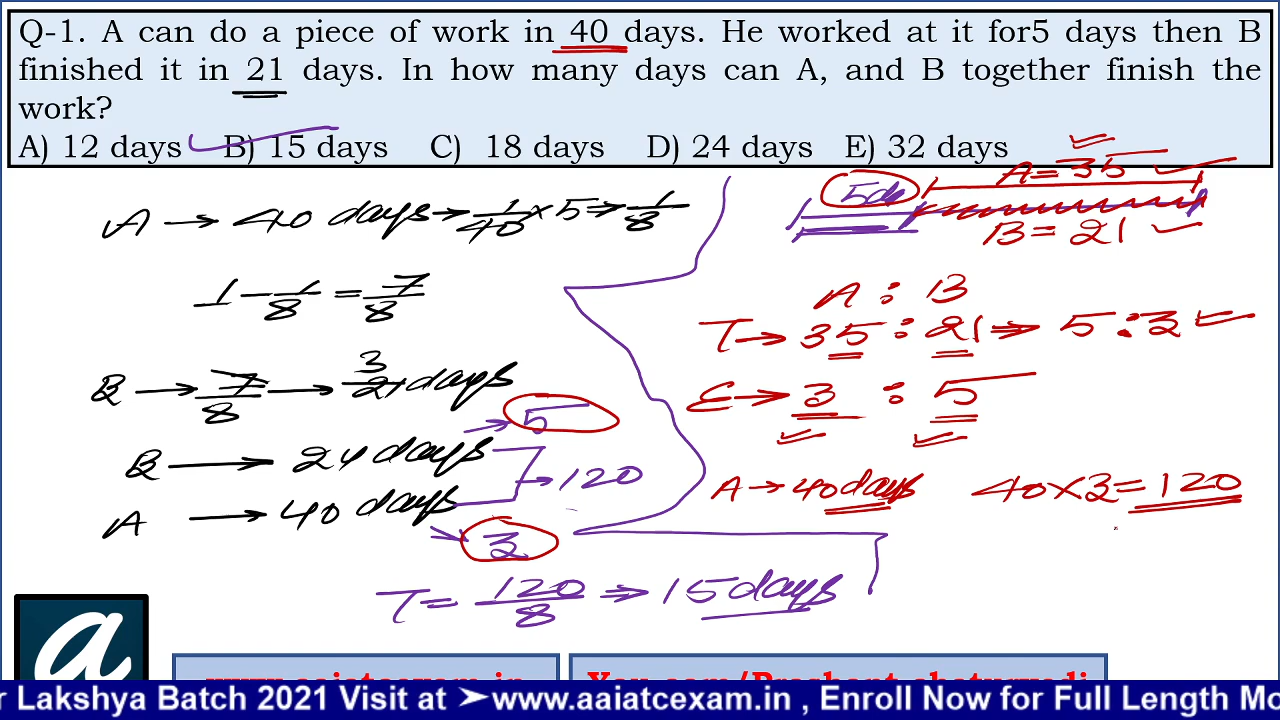 Q-1. A can do a piece of work in 40 days. He worked at it for5 days then B
finished it in 21 days. In how many days can A, and B together finish the
work?
A) 12 days B) 15 days C) 18 days D) 24 days E) 32 days
A → 40 days → 1/40 × 5 ⇒ 1/8
1 - 1/8 = 7/8
B → 7/8 → 21 days
3
B → 24 days
A → 40 days
5
→ 120
3
T = 120/8 ⇒ 15 days
A = 35
5da
B = 21
A : B
T → 35 : 21 ⇒ 5 : 3
E → 3 : 5
A → 40 days 40×3 = 120
a
www.aaiatcexam.in
r Lakshya Batch 2021 Visit at ➤www.aaiatcexam.in , Enroll Now for Full Length Mo